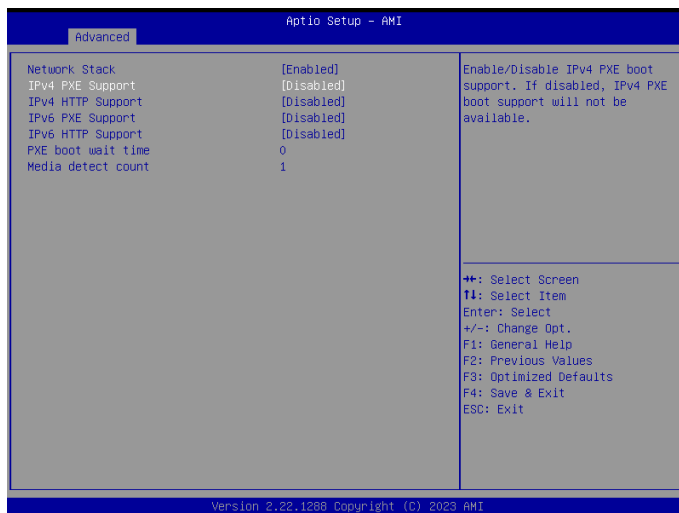 Aptio Setup – AMI
Advanced
Network Stack [Enabled]
IPv4 PXE Support [Disabled]
IPv4 HTTP Support [Disabled]
IPv6 PXE Support [Disabled]
IPv6 HTTP Support [Disabled]
PXE boot wait time 0
Media detect count 1
Enable/Disable IPv4 PXE boot
support. If disabled, IPv4 PXE
boot support will not be
available.
→←: Select Screen
↑↓: Select Item
Enter: Select
+/-: Change Opt.
F1: General Help
F2: Previous Values
F3: Optimized Defaults
F4: Save & Exit
ESC: Exit
Version 2.22.1288 Copyright (C) 2023 AMI